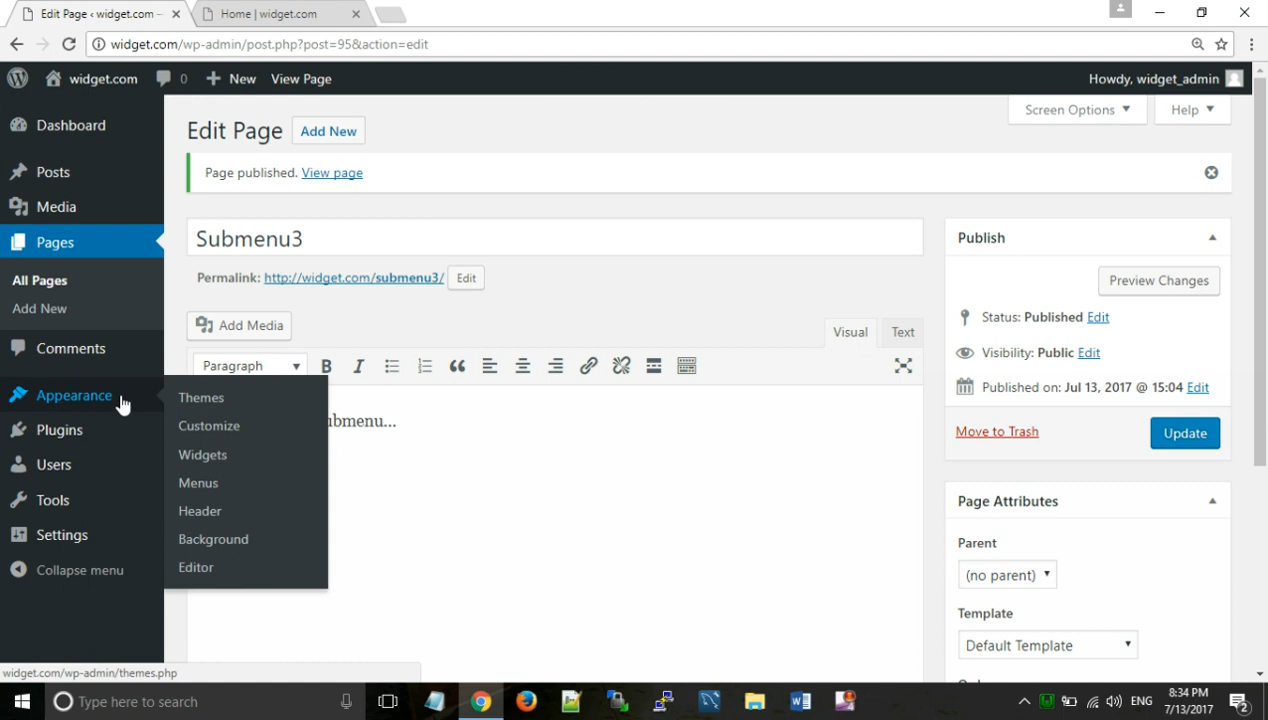 Edit Page ‹ widget.com —
Home | widget.com
widget.com/wp-admin/post.php?post=95&action=edit
widget.com 0 New View Page
Howdy, widget_admin
Dashboard
Posts
Media
Pages
All Pages
Add New
Comments
Appearance
Plugins
Users
Tools
Settings
Collapse menu
Themes
Customize
Widgets
Menus
Header
Background
Editor
Screen Options
Help
Edit Page Add New
Page published. View page
Submenu3
Permalink: http://widget.com/submenu3/ Edit
Add Media
Visual Text
Paragraph B I
ubmenu...
Publish
Preview Changes
Status: Published Edit
Visibility: Public Edit
Published on: Jul 13, 2017 @ 15:04 Edit
Move to Trash
Update
Page Attributes
Parent
(no parent)
Template
Default Template
widget.com/wp-admin/themes.php
Type here to search
ENG
8:34 PM
7/13/2017
2